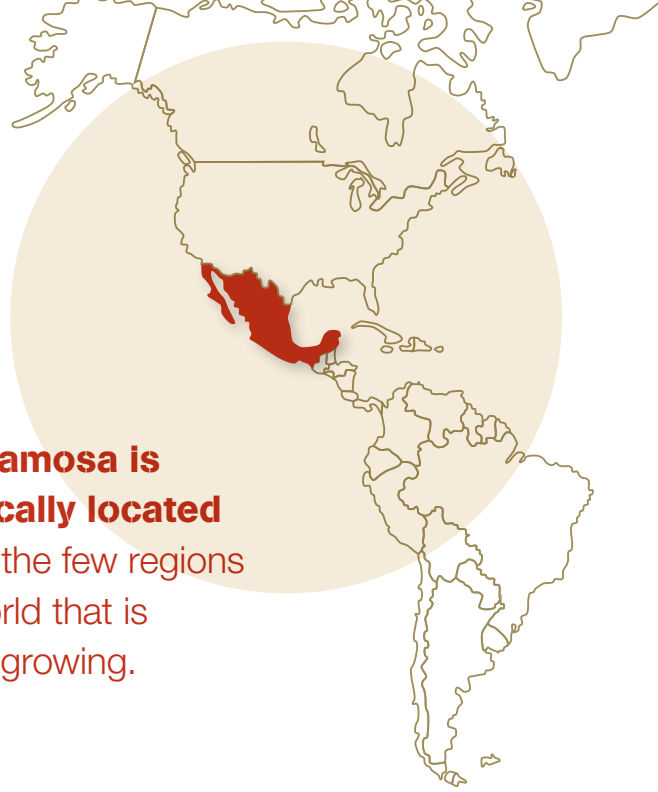 amosa is
cally located
the few regions
rld that is
growing.